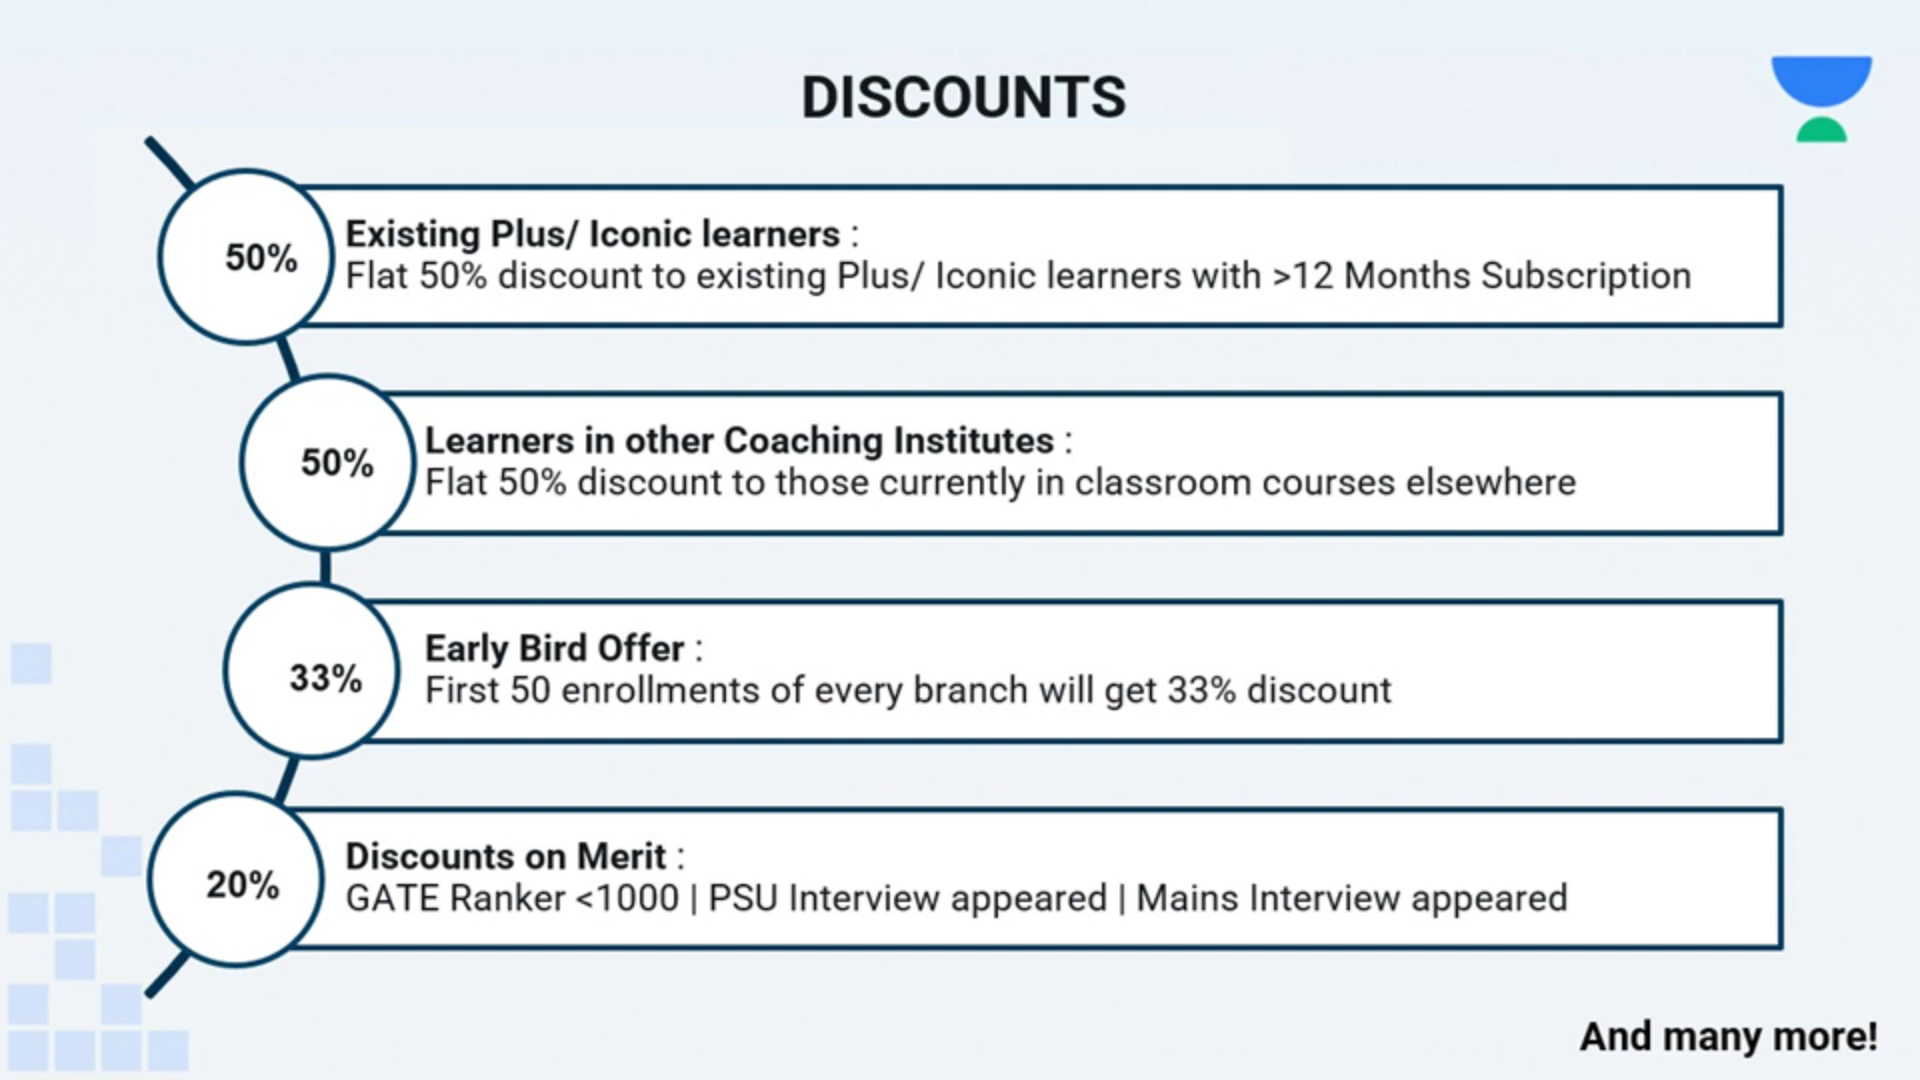 DISCOUNTS
50%
Existing Plus/ Iconic learners :
Flat 50% discount to existing Plus/ Iconic learners with >12 Months Subscription
50%
Learners in other Coaching Institutes :
Flat 50% discount to those currently in classroom courses elsewhere
33%
Early Bird Offer :
First 50 enrollments of every branch will get 33% discount
20%
Discounts on Merit :
GATE Ranker <1000 | PSU Interview appeared | Mains Interview appeared
And many more!